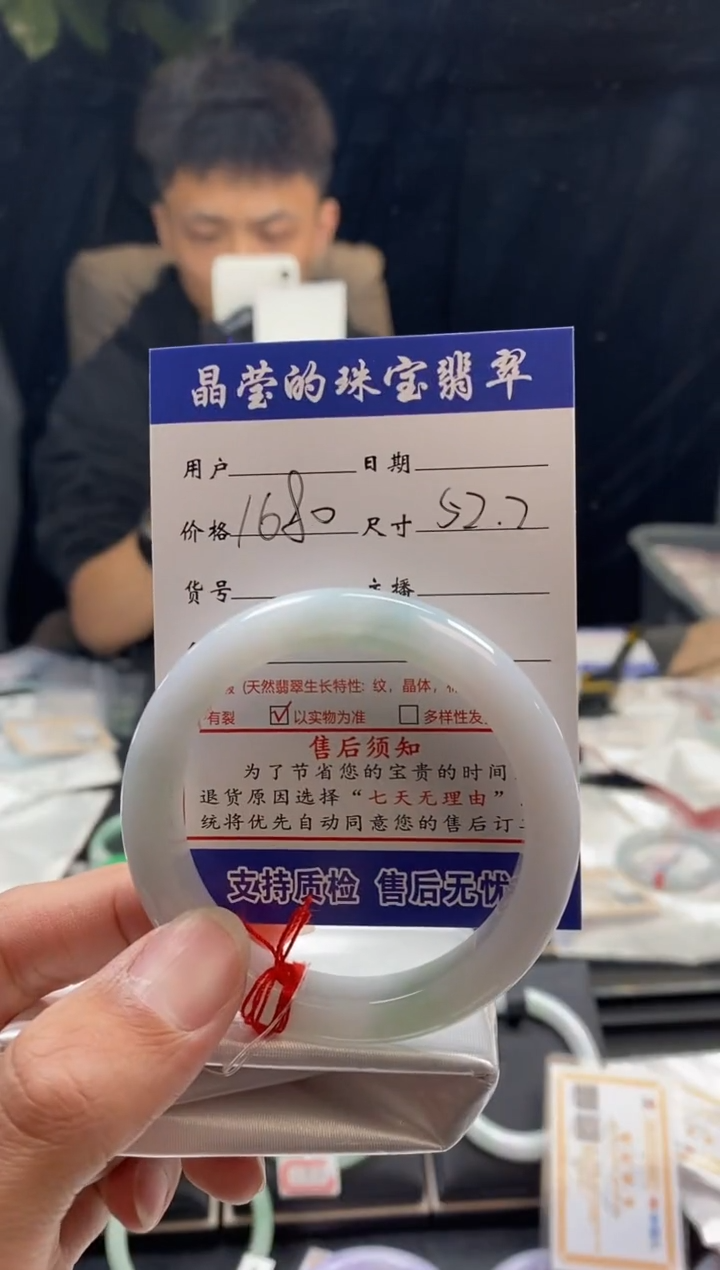 晶莹的珠宝翡翠
用户 日期
价格 1680 尺寸 52.2
货号 主播
(天然翡翠生长特性: 纹, 晶体,
有裂 ☑以实物为准 □多样性发
售后须知
为了节省您的宝贵的时间
退货原因选择“七天无理由”
统将优先自动同意您的售后订
支持质检 售后无忧